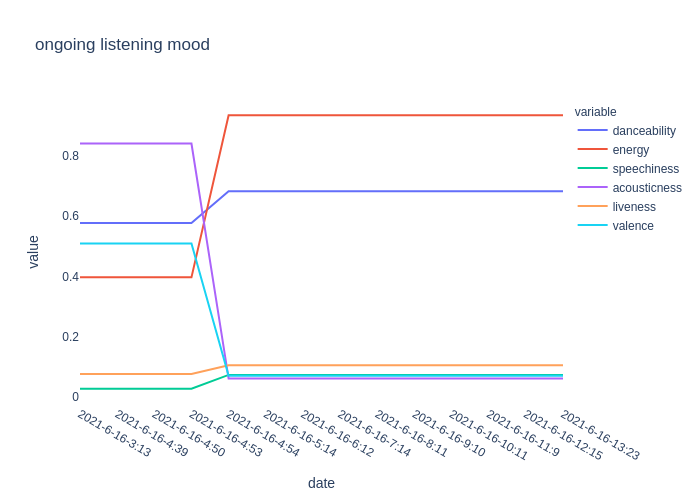 ongoing listening mood
variable
danceability
energy
speechiness
acousticness
liveness
valence
value
0.8
0.6
0.4
0.2
0
2021-6-16-3:13
2021-6-16-4:39
2021-6-16-4:50
2021-6-16-4:53
2021-6-16-4:54
2021-6-16-5:14
2021-6-16-6:12
2021-6-16-7:14
2021-6-16-8:11
2021-6-16-9:10
2021-6-16-10:11
2021-6-16-11:9
2021-6-16-12:15
2021-6-16-13:23
date